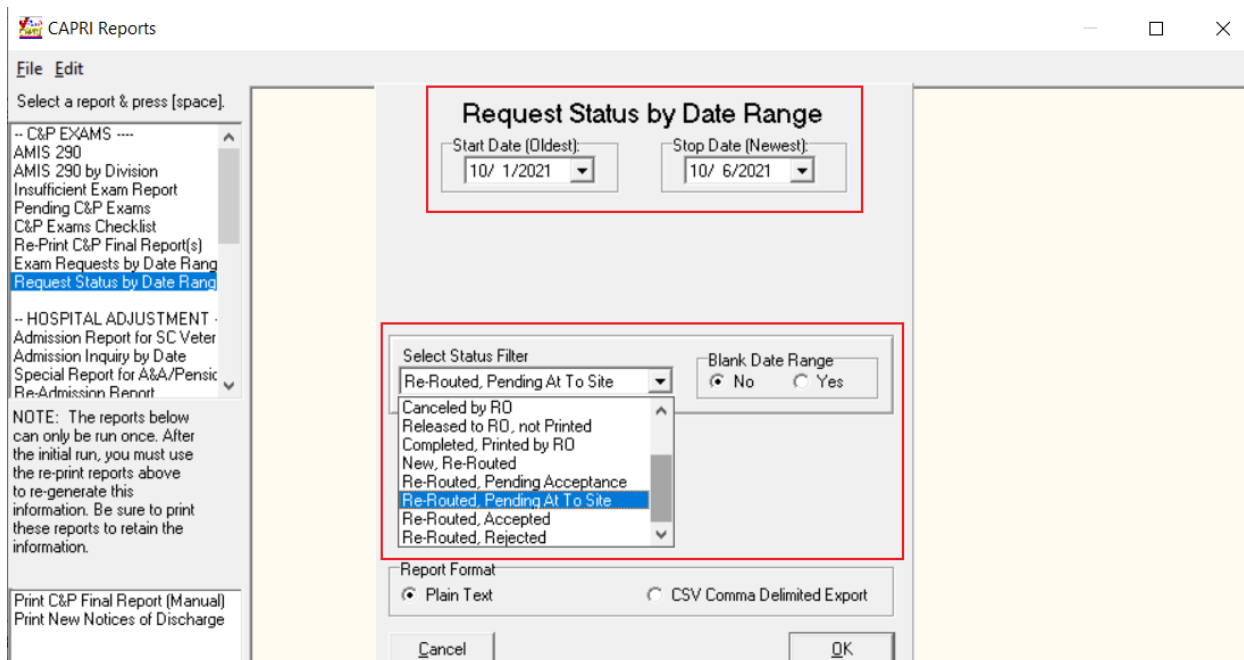 CAPRI Reports
File Edit
Select a report & press [space].
-- C&P EXAMS ----
AMIS 290
AMIS 290 by Division
Insufficient Exam Report
Pending C&P Exams
C&P Exams Checklist
Re-Print C&P Final Report(s)
Exam Requests by Date Rang
Request Status by Date Rang
-- HOSPITAL ADJUSTMENT -
Admission Report for SC Veter
Admission Inquiry by Date
Special Report for A&A/Pensic
Re-Admission Report
NOTE: The reports below
can only be run once. After
the initial run, you must use
the re-print reports above
to re-generate this
information. Be sure to print
these reports to retain the
information.
Print C&P Final Report (Manual)
Print New Notices of Discharge
Request Status by Date Range
Start Date (Oldest):
10/ 1/2021
Stop Date (Newest):
10/ 6/2021
Select Status Filter
Re-Routed, Pending At To Site
Canceled by RO
Released to RO, not Printed
Completed, Printed by RO
New, Re-Routed
Re-Routed, Pending Acceptance
Re-Routed, Pending At To Site
Re-Routed, Accepted
Re-Routed, Rejected
Blank Date Range
No Yes
Report Format
Plain Text CSV Comma Delimited Export
Cancel OK